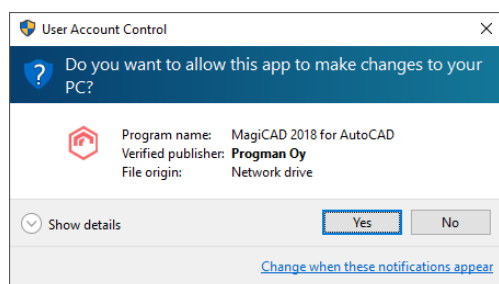 User Account Control
Do you want to allow this app to make changes to your
PC?
Program name: MagiCAD 2018 for AutoCAD
Verified publisher: Progman Oy
File origin: Network drive
Show details
Yes
No
Change when these notifications appear